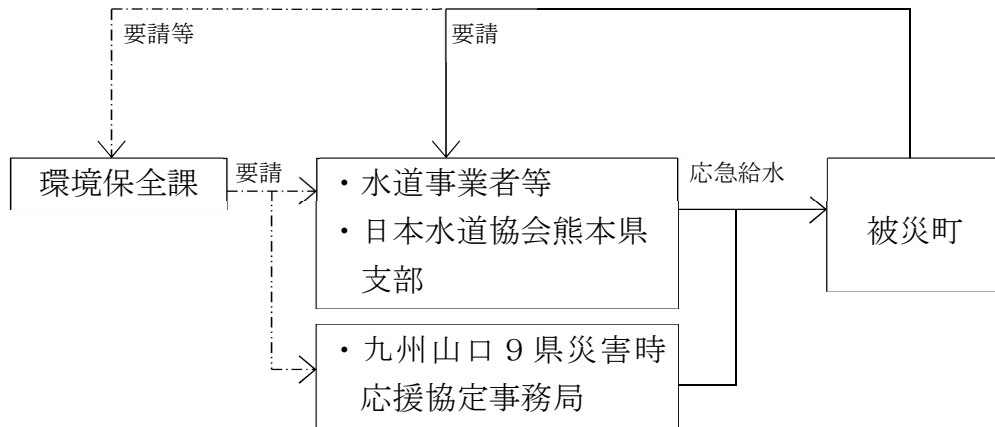 要請等
要請
環境保全課
要請
・水道事業者等
・日本水道協会熊本県
支部
応急給水
被災町
・九州山口９県災害時
応援協定事務局